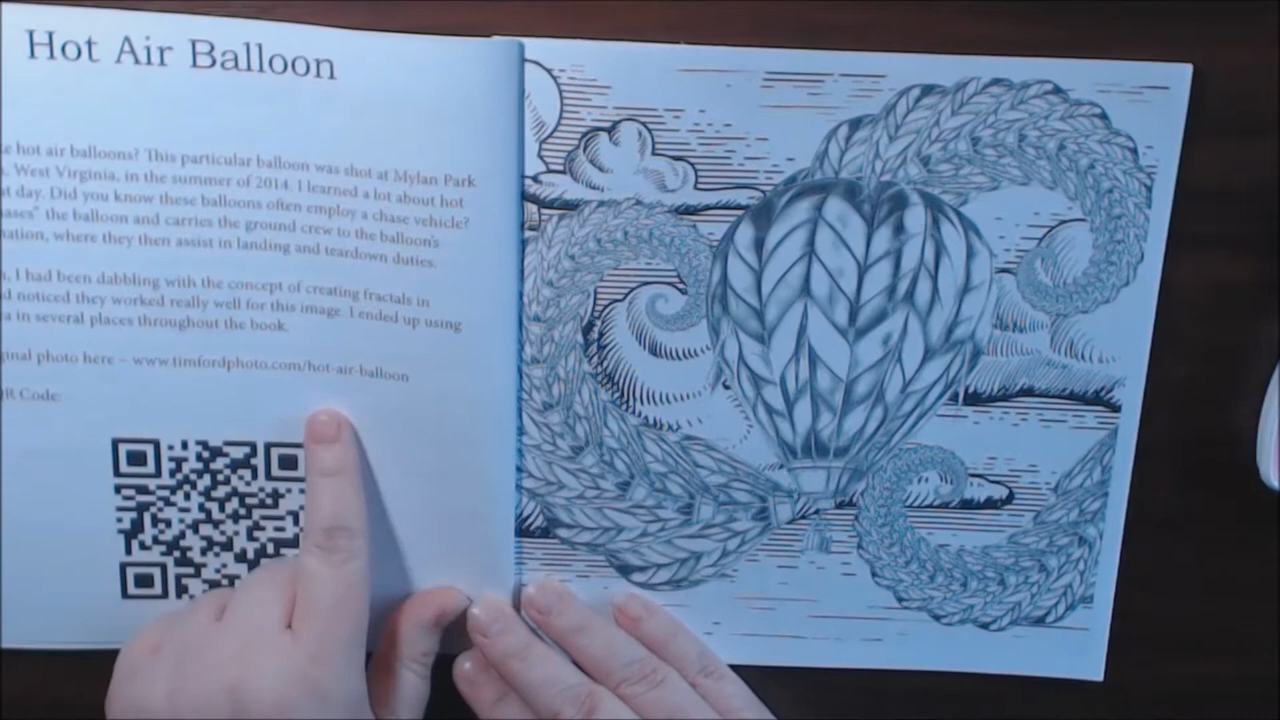 Hot Air Balloon
hot air balloons? This particular balloon was shot at Mylan Park
West Virginia, in the summer of 2014. I learned a lot about hot
day. Did you know these balloons often employ a chase vehicle?
the balloon and carries the ground crew to the balloon's
where they then assist in landing and teardown duties.
I had been dabbling with the concept of creating fractals in
noticed they worked really well for this image. I ended up using
in several places throughout the book.
photo here – www.timfordphoto.com/hot-air-balloon
Code: